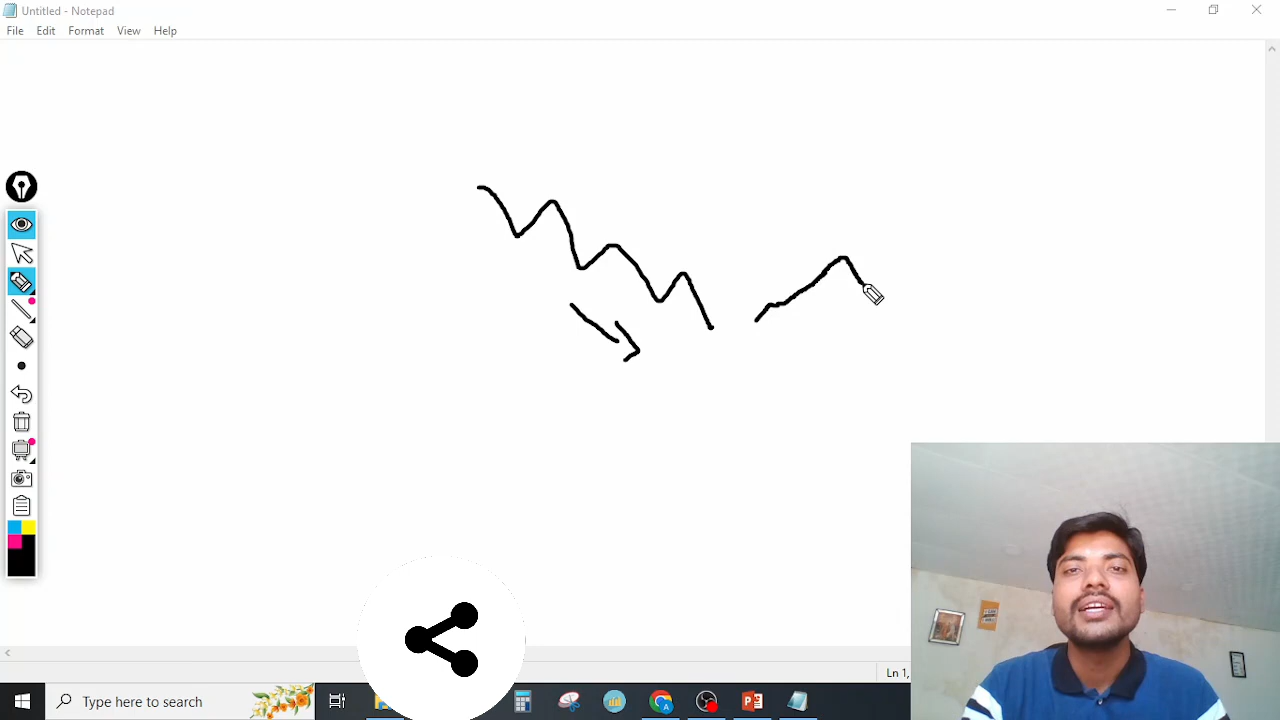 Untitled - Notepad
File Edit Format View Help
Ln 1,
Type here to search